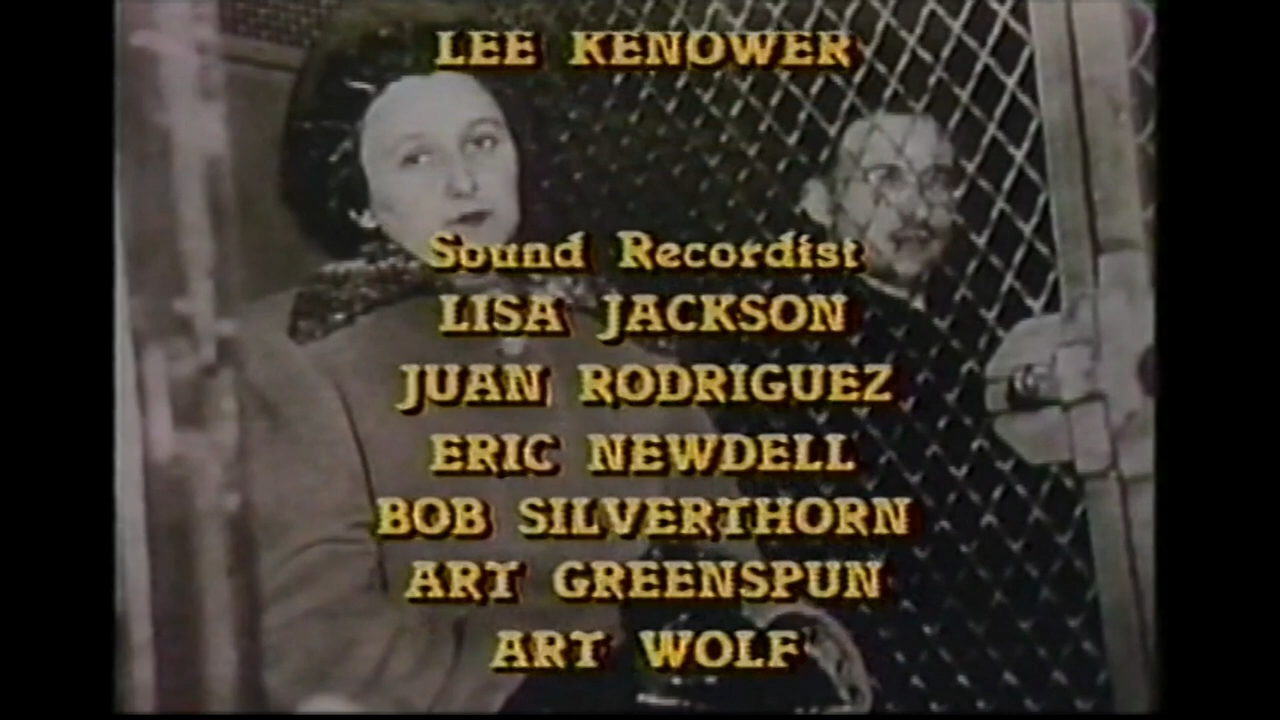 LEE KENOWER
Sound Recordist
LISA JACKSON
JUAN RODRIGUEZ
ERIC NEWDELL
BOB SILVERTHORN
ART GREENSPUN
ART WOLF